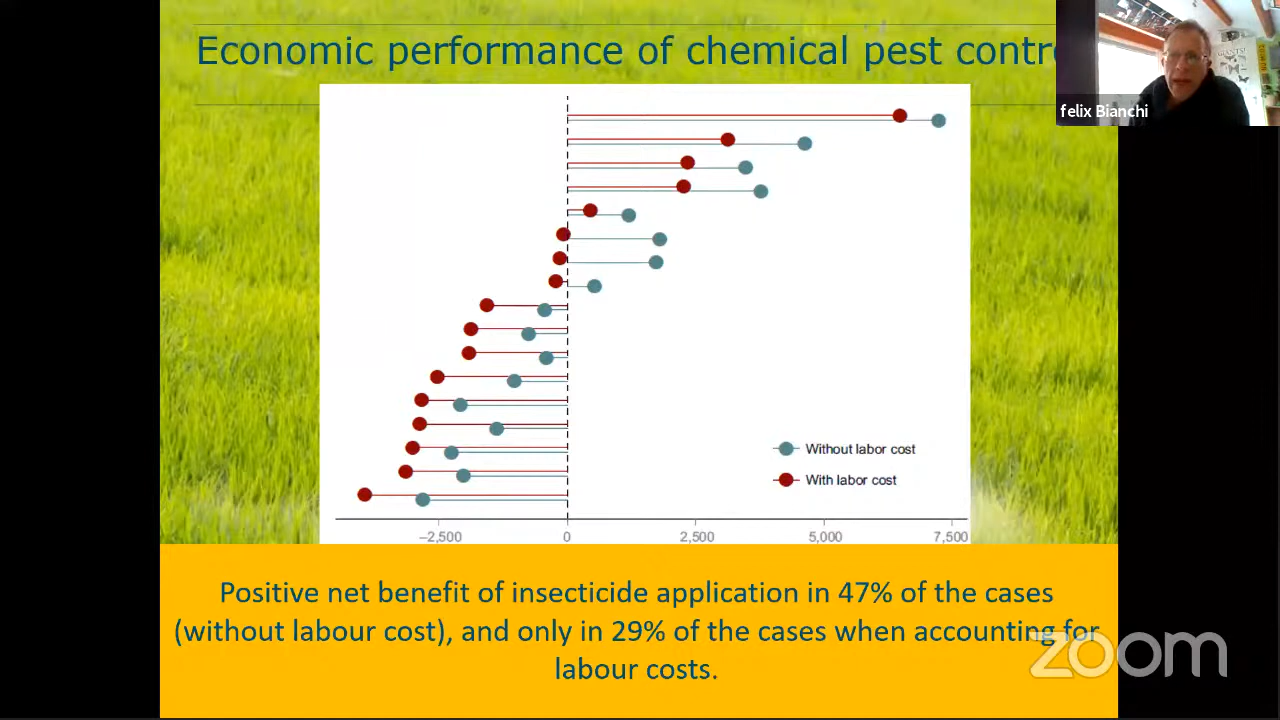 Economic performance of chemical pest contro
felix Bianchi
Without labor cost
With labor cost
−2,500 0 2,500 5,000 7,500
Positive net benefit of insecticide application in 47% of the cases
(without labour cost), and only in 29% of the cases when accounting for
labour costs.
zoom